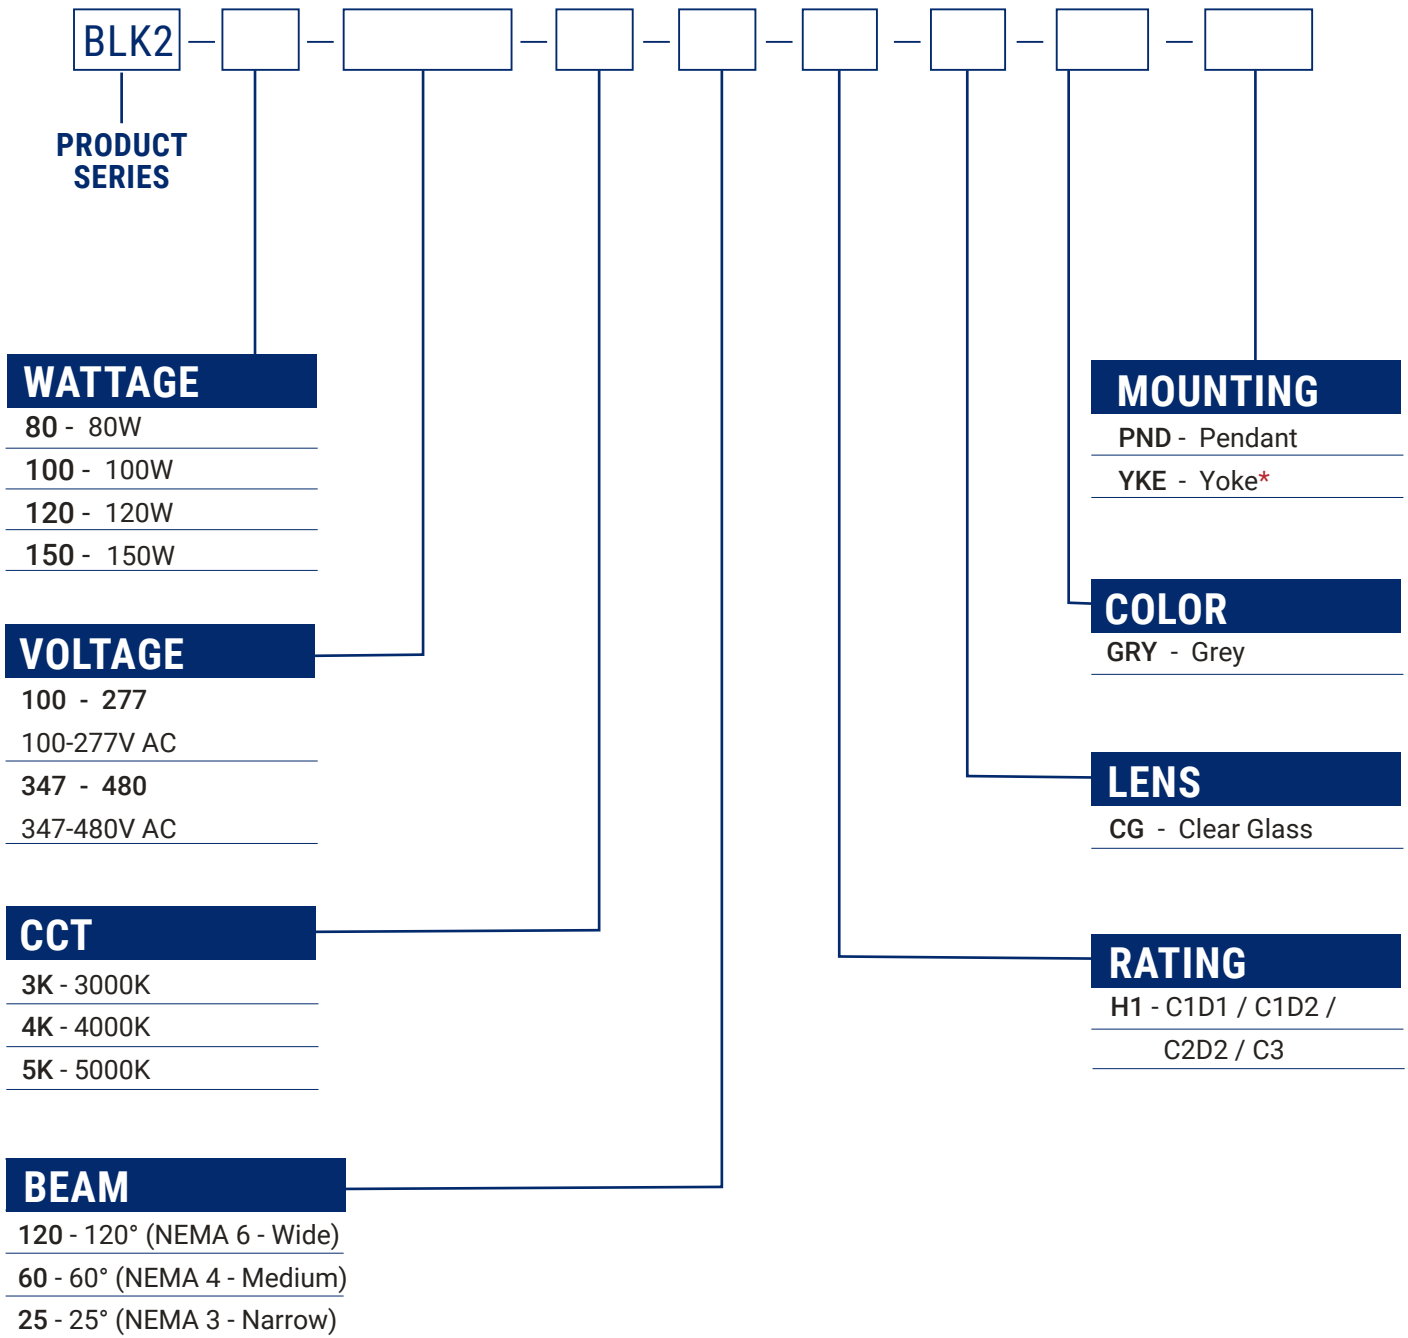 BLK2
PRODUCT
SERIES
WATTAGE
80 - 80W
100 - 100W
120 - 120W
150 - 150W
VOLTAGE
100 - 277
100-277V AC
347 - 480
347-480V AC
CCT
3K - 3000K
4K - 4000K
5K - 5000K
BEAM
120 - 120° (NEMA 6 - Wide)
60 - 60° (NEMA 4 - Medium)
25 - 25° (NEMA 3 - Narrow)
MOUNTING
PND - Pendant
YKE - Yoke*
COLOR
GRY - Grey
LENS
CG - Clear Glass
RATING
H1 - C1D1 / C1D2 /
C2D2 / C3